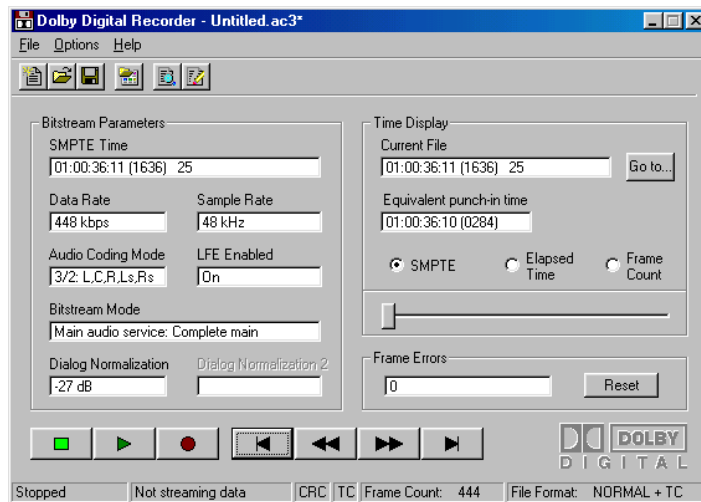 Dolby Digital Recorder - Untitled.ac3*
File Options Help
Bitstream Parameters
SMPTE Time
01:00:36:11 (1636) 25
Data Rate
448 kbps
Sample Rate
48 kHz
Audio Coding Mode
3/2: L,C,R,Ls,Rs
LFE Enabled
On
Bitstream Mode
Main audio service: Complete main
Dialog Normalization
-27 dB
Dialog Normalization 2
Time Display
Current File
01:00:36:11 (1636) 25
Go to...
Equivalent punch-in time
01:00:36:10 (0284)
SMPTE
Elapsed
Time
Frame
Count
Frame Errors
0
Reset
DOLBY
DIGITAL
Stopped
Not streaming data
CRC
TC
Frame Count: 444
File Format: NORMAL + TC